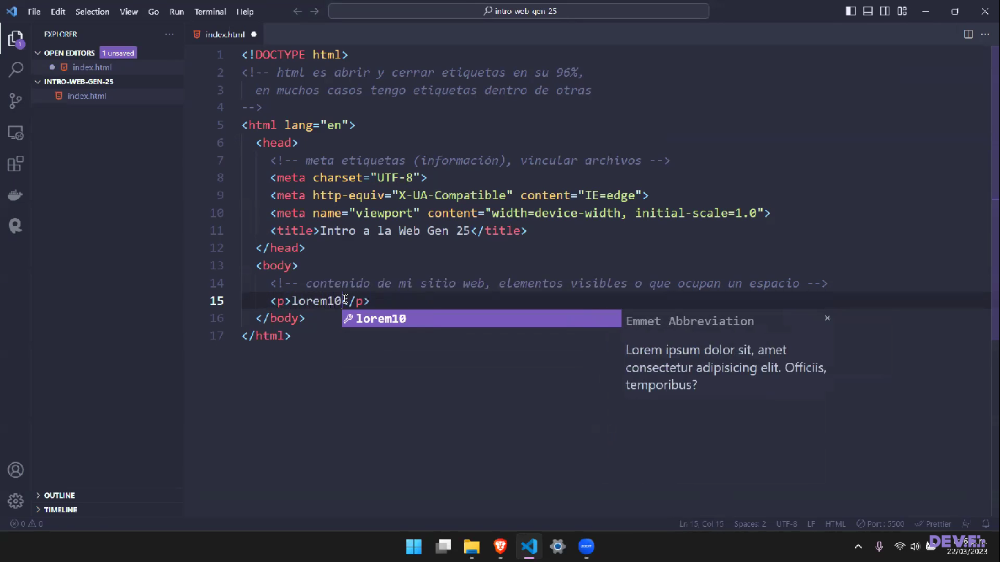 File Edit Selection View Go Run Terminal Help
intro-web-gen-25
EXPLORER
OPEN EDITORS 1 unsaved
index.html
INTRO-WEB-GEN-25
index.html
OUTLINE
TIMELINE
1
index.html
1 <!DOCTYPE html>
2 <!-- html es abrir y cerrar etiquetas en su 96%,
3 en muchos casos tengo etiquetas dentro de otras
4 -->
5 <html lang="en">
6 <head>
7 <!-- meta etiquetas (información), vincular archivos -->
8 <meta charset="UTF-8">
9 <meta http-equiv="X-UA-Compatible" content="IE=edge">
10 <meta name="viewport" content="width=device-width, initial-scale=1.0">
11 <title>Intro a la Web Gen 25</title>
12 </head>
13 <body>
14 <!-- contenido de mi sitio web, elementos visibles o que ocupan un espacio -->
15 <p>lorem10</p>
16 </body>
17 </html>
lorem10
Emmet Abbreviation
Lorem ipsum dolor sit, amet
consectetur adipisicing elit. Officiis,
temporibus?
0 0 Ln 15, Col 15 Spaces: 2 UTF-8 LF HTML Port : 5500 Prettier
zoom
DEV.F.:
22/03/2023